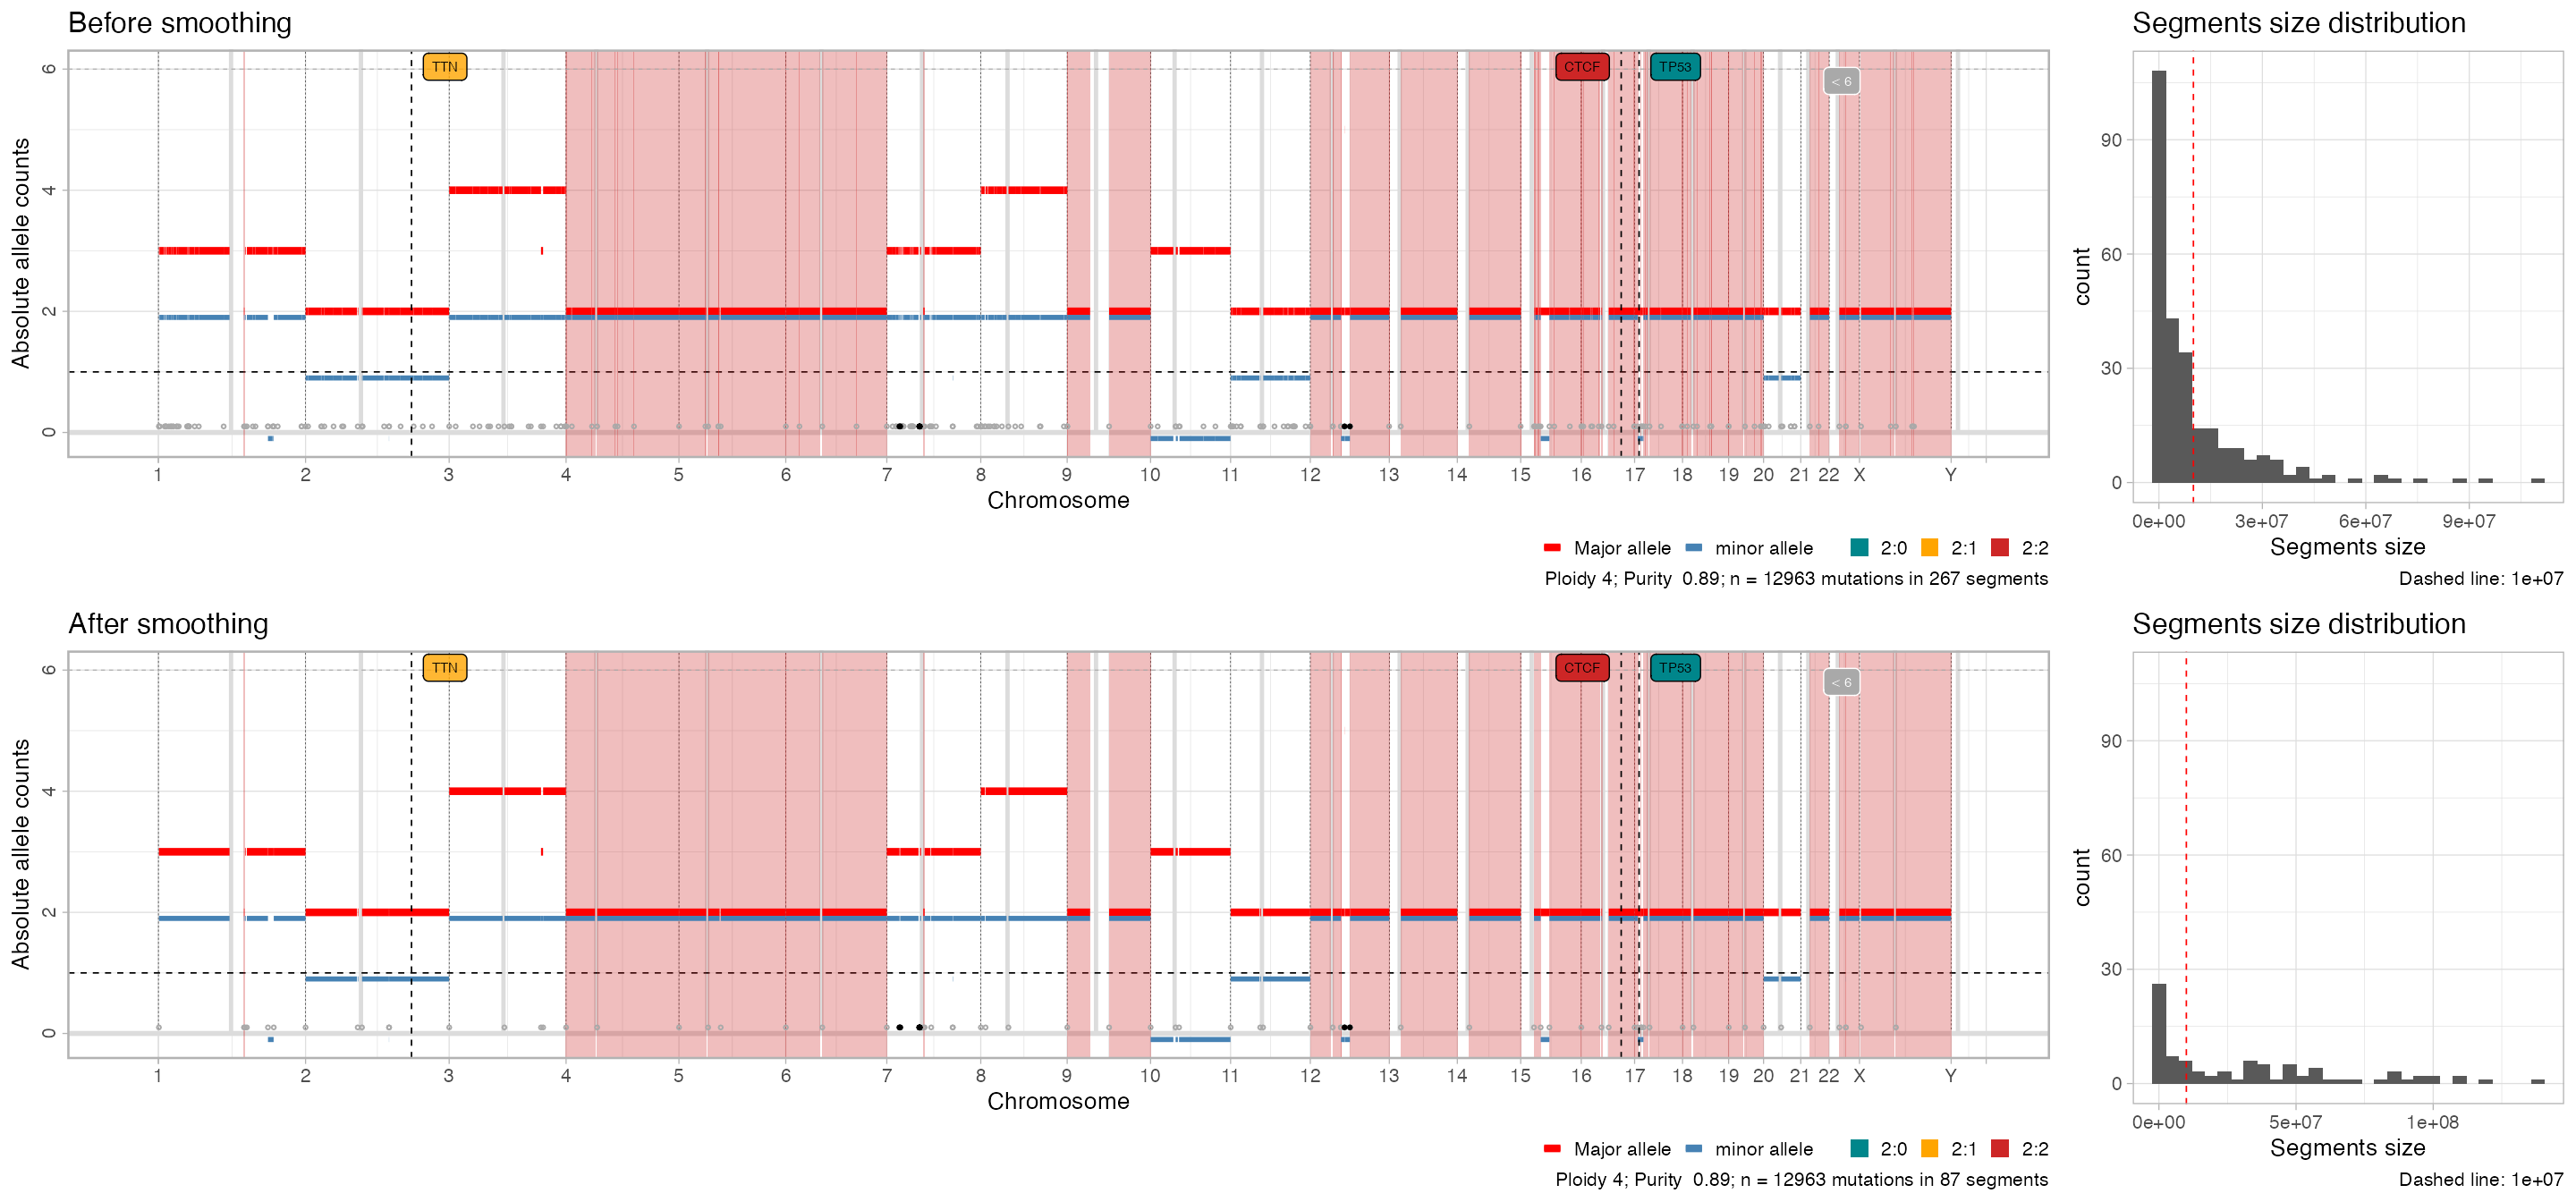 Before smoothing
Absolute allele counts
6
4
2
0
TTN
CTCF
TP53
< 6
1 2 3 4 5 6 7 8 9 10 11 12 13 14 15 16 17 18 19 20 21 22 X Y
Chromosome
Major allele minor allele 2:0 2:1 2:2
Ploidy 4; Purity 0.89; n = 12963 mutations in 267 segments
Segments size distribution
count
90
60
30
0
0e+00 3e+07 6e+07 9e+07
Segments size
Dashed line: 1e+07
After smoothing
Absolute allele counts
6
4
2
0
TTN
CTCF
TP53
< 6
1 2 3 4 5 6 7 8 9 10 11 12 13 14 15 16 17 18 19 20 21 22 X Y
Chromosome
Major allele minor allele 2:0 2:1 2:2
Ploidy 4; Purity 0.89; n = 12963 mutations in 87 segments
Segments size distribution
count
90
60
30
0
0e+00 5e+07 1e+08
Segments size
Dashed line: 1e+07